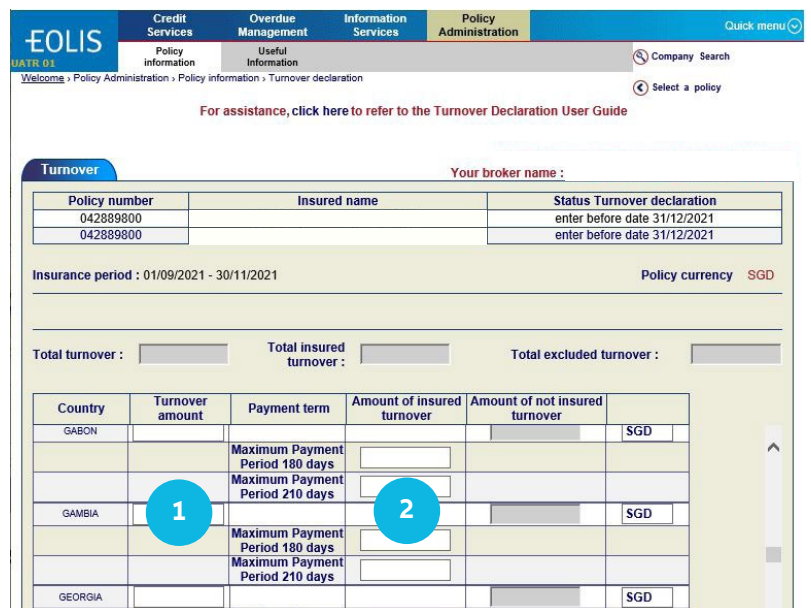 EOLIS
UATR 01
Credit Services
Overdue Management
Information Services
Policy Administration
Quick menu
Policy information
Useful Information
Company Search
Welcome › Policy Administration › Policy information › Turnover declaration
Select a policy
For assistance, click here to refer to the Turnover Declaration User Guide
Turnover
Your broker name :
Policy number Insured name Status Turnover declaration
042889800 enter before date 31/12/2021
042889800 enter before date 31/12/2021
Insurance period : 01/09/2021 - 30/11/2021 Policy currency SGD
Total turnover : Total insured turnover : Total excluded turnover :
Country Turnover amount Payment term Amount of insured turnover Amount of not insured turnover
GABON SGD
Maximum Payment
Period 180 days
Maximum Payment
Period 210 days
1 2
GAMBIA SGD
Maximum Payment
Period 180 days
Maximum Payment
Period 210 days
GEORGIA SGD